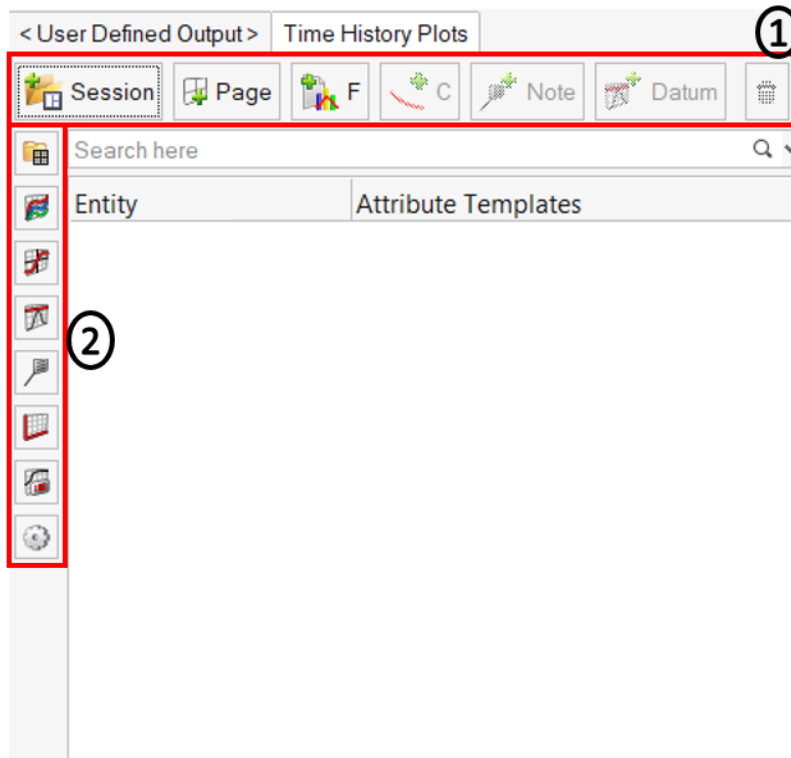 < User Defined Output > Time History Plots
1
Session Page F C Note Datum
Search here
Entity Attribute Templates
2